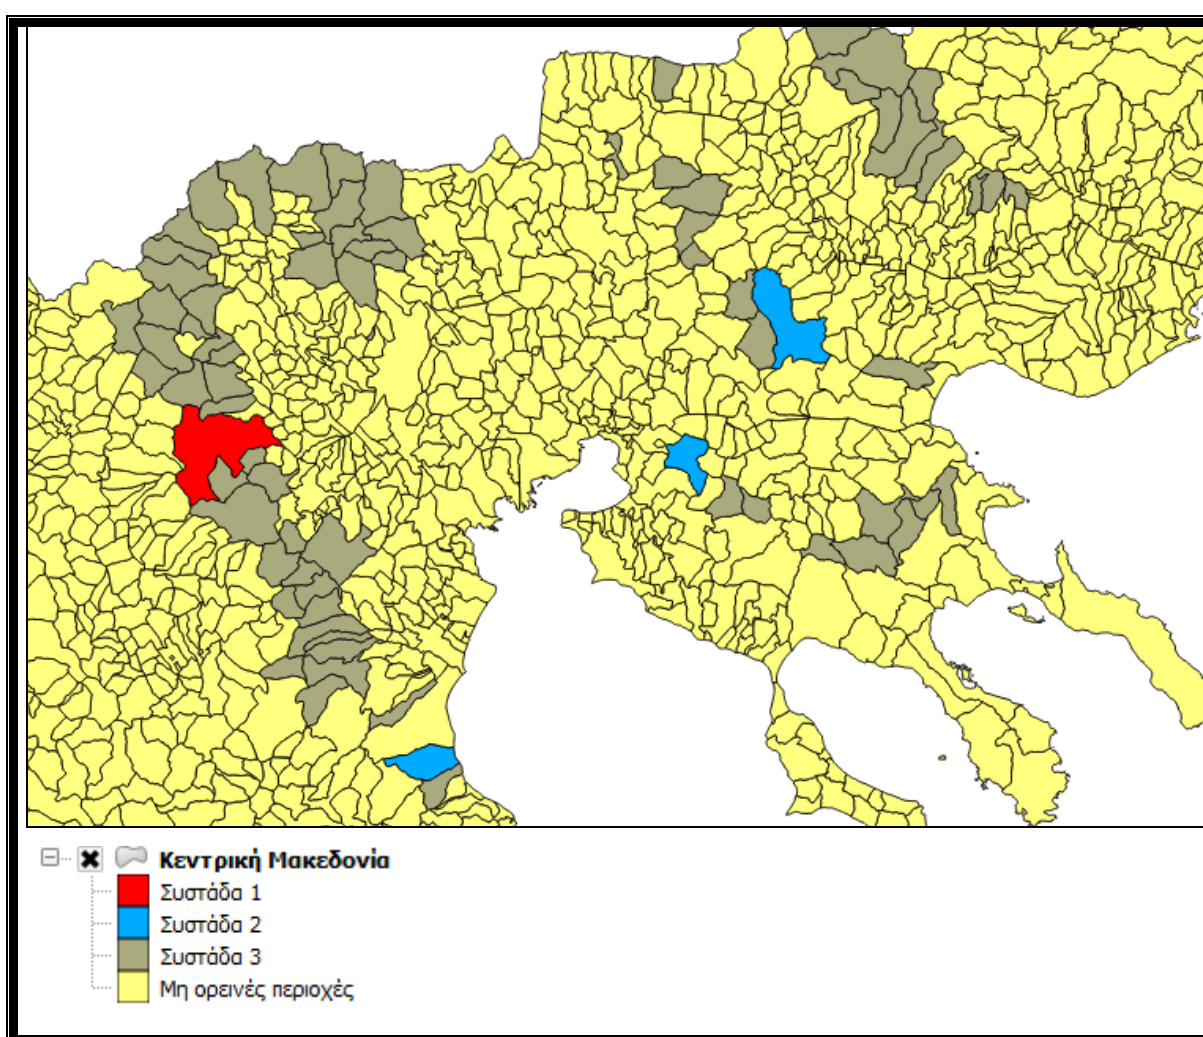 Κεντρική Μακεδονία
Συστάδα 1
Συστάδα 2
Συστάδα 3
Μη ορεινές περιοχές